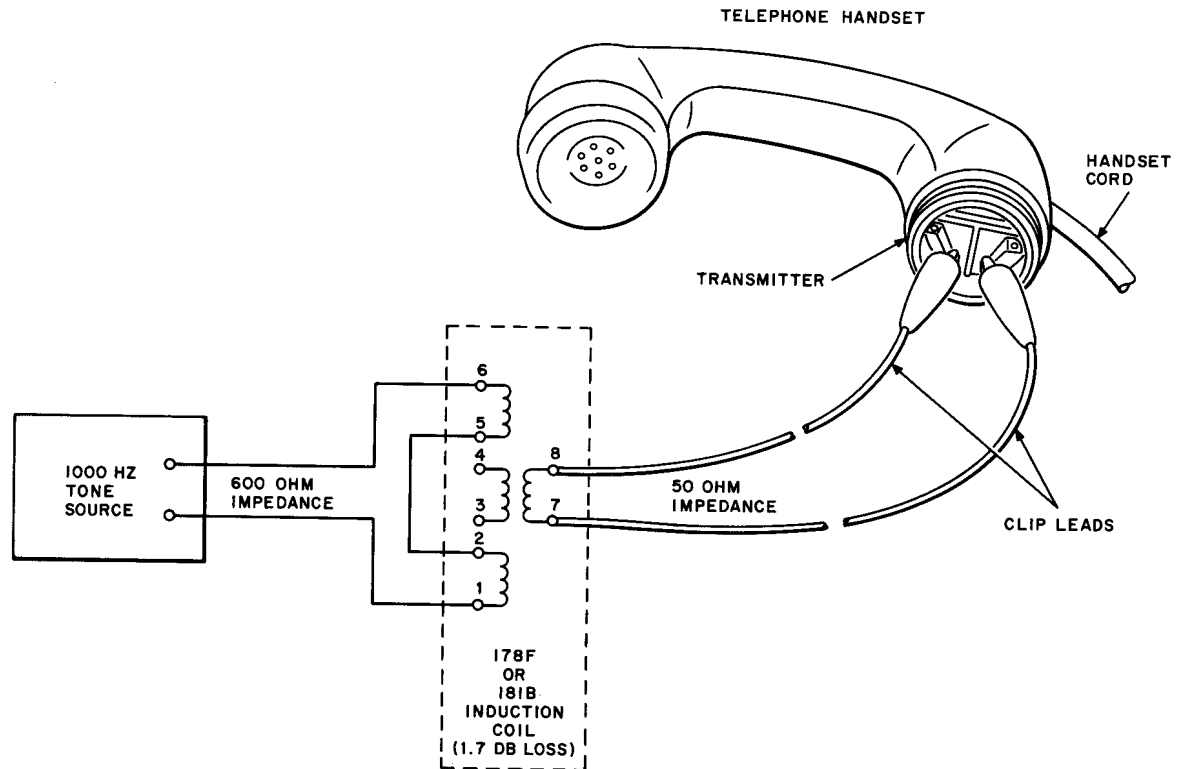 TELEPHONE HANDSET
HANDSET
CORD
TRANSMITTER
6
5
4
3
2
1
8
7
1000 HZ
TONE
SOURCE
600 OHM
IMPEDANCE
50 OHM
IMPEDANCE
CLIP LEADS
178F
OR
181B
INDUCTION
COIL
(1.7 DB LOSS)